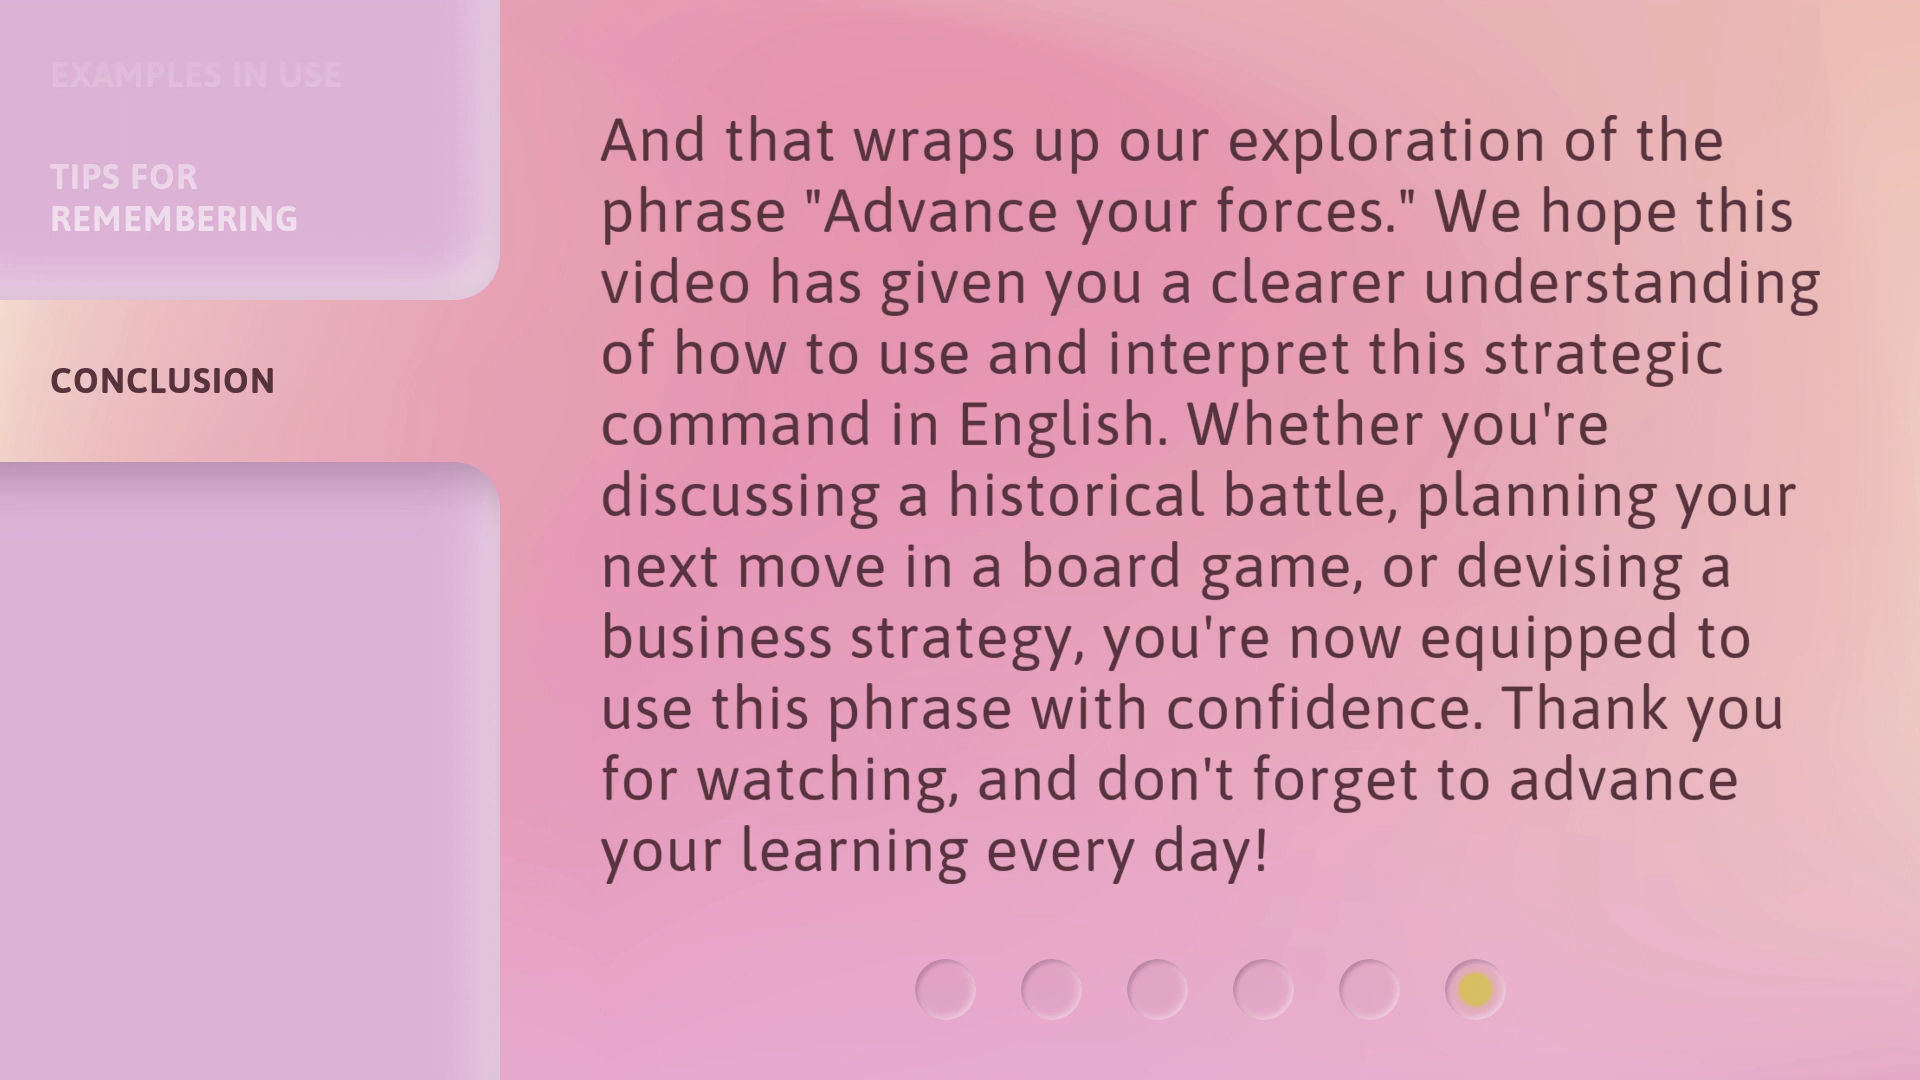 EXAMPLES IN USE
TIPS FOR
REMEMBERING
CONCLUSION
And that wraps up our exploration of the
phrase "Advance your forces." We hope this
video has given you a clearer understanding
of how to use and interpret this strategic
command in English. Whether you're
discussing a historical battle, planning your
next move in a board game, or devising a
business strategy, you're now equipped to
use this phrase with confidence. Thank you
for watching, and don't forget to advance
your learning every day!